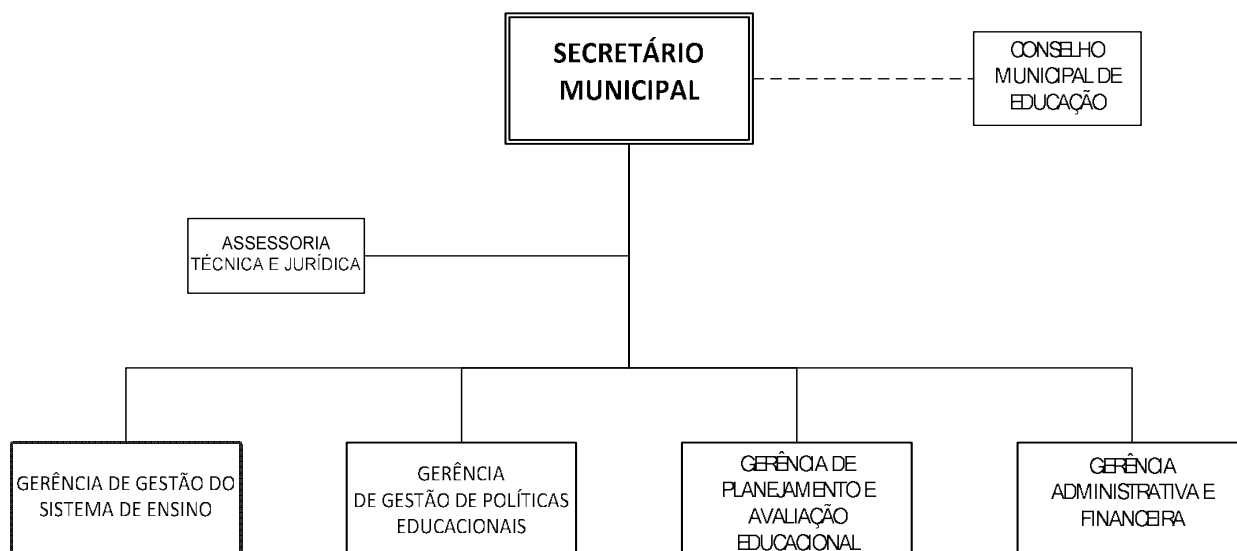 SECRETÁRIO
MUNICIPAL
CONSELHO
MUNICIPAL DE
EDUCAÇÃO
ASSESSORIA
TÉCNICA E JURÍDICA
GERÊNCIA DE GESTÃO DO
SISTEMA DE ENSINO
GERÊNCIA
DE GESTÃO DE POLÍTICAS
EDUCACIONAIS
GERÊNCIA DE
PLANEJAMENTO E
AVALIAÇÃO
EDUCACIONAL
GERÊNCIA
ADMINISTRATIVA E
FINANCEIRA